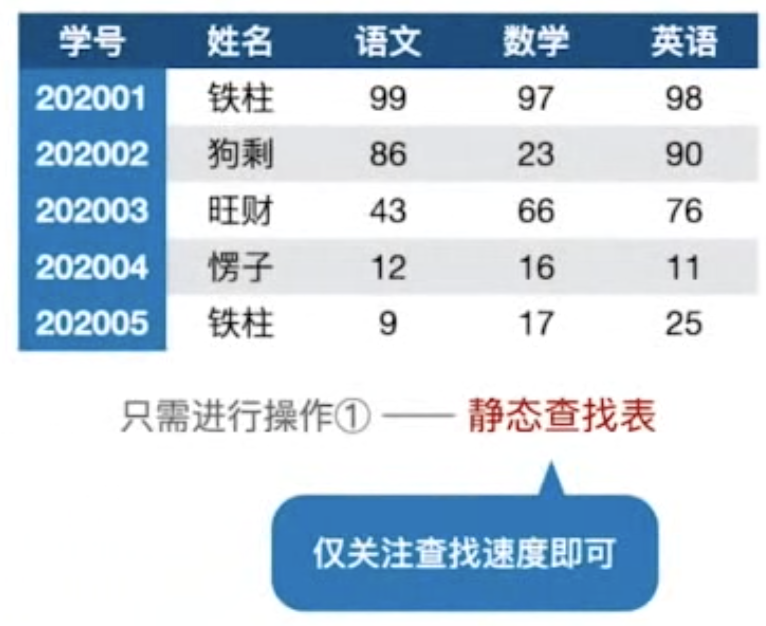 学号 姓名 语文 数学 英语
202001 铁柱 99 97 98
202002 狗剩 86 23 90
202003 旺财 43 66 76
202004 愣子 12 16 11
202005 铁柱 9 17 25
只需进行操作① —— 静态查找表
仅关注查找速度即可